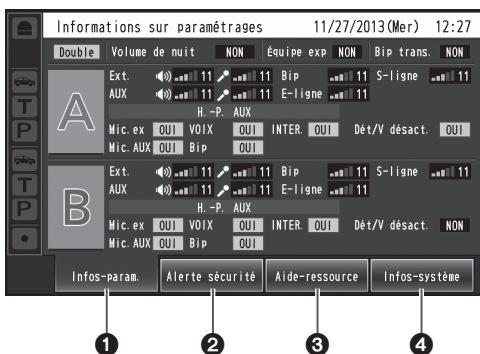 Informations sur paramétrages 11/27/2013(Mer) 12:27
Double Volume de nuit NON Équipe exp NON Bip trans. NON
T
P
T
P
A
Ext. 11 11 Bip 11 S-ligne 11
AUX 11 11 E-ligne 11
H.-P. AUX
Mic.ex OUI VOIX OUI INTER. OUI Dét/V désact. OUI
Mic.AUX OUI Bip OUI
B
Ext. 11 11 Bip 11 S-ligne 11
AUX 11 11 E-ligne 11
H.-P. AUX
Mic.ex OUI VOIX OUI INTER. OUI Dét/V désact. NON
Mic.AUX OUI Bip OUI
Infos-param. Alerte sécurité Aide-ressource Infos-système
❶ ❷ ❸ ❹